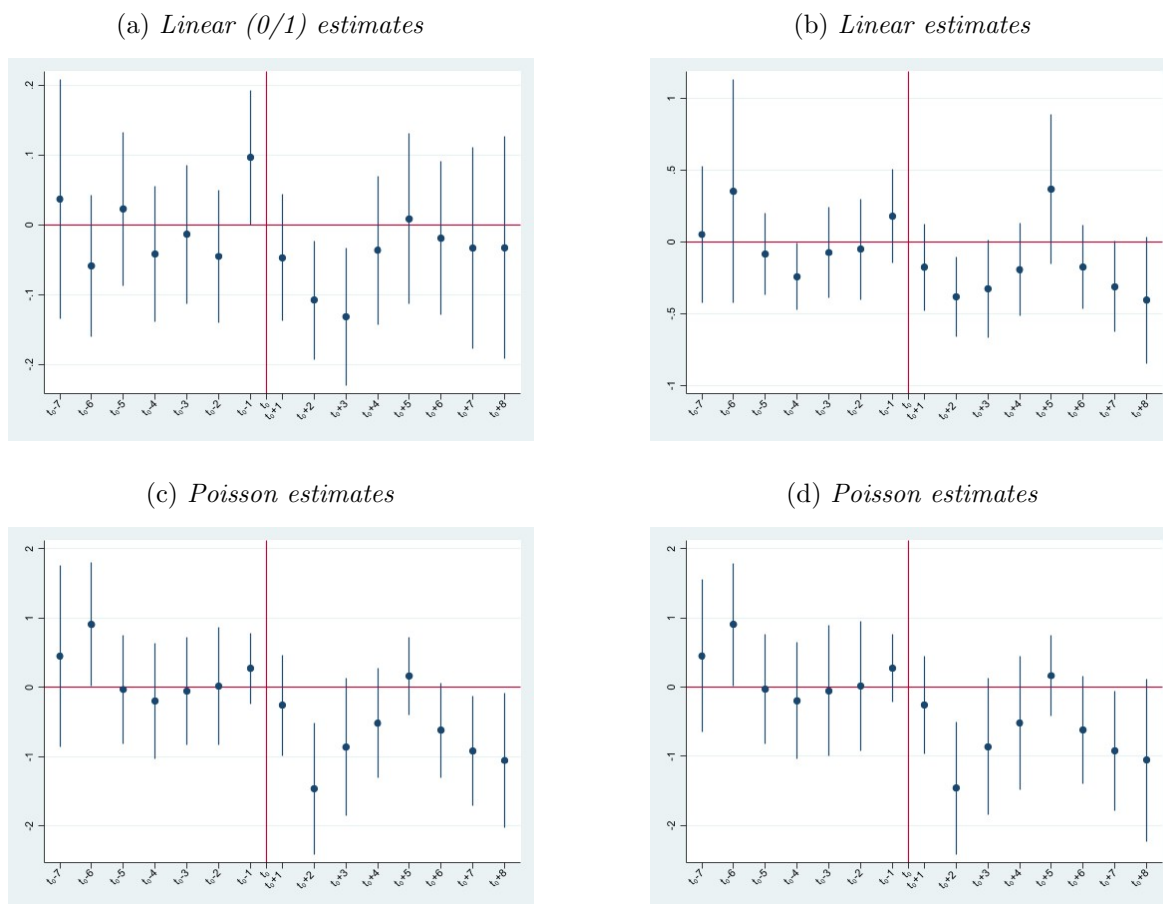 (a) Linear (0/1) estimates
.2
.1
0
-.1
-.2
t₀-7
t₀-6
t₀-5
t₀-4
t₀-3
t₀-2
t₀-1
t₀
t₀+1
t₀+2
t₀+3
t₀+4
t₀+5
t₀+6
t₀+7
t₀+8
(b) Linear estimates
1
.5
0
-.5
-1
t₀-7
t₀-6
t₀-5
t₀-4
t₀-3
t₀-2
t₀-1
t₀
t₀+1
t₀+2
t₀+3
t₀+4
t₀+5
t₀+6
t₀+7
t₀+8
(c) Poisson estimates
2
1
0
-1
-2
t₀-7
t₀-6
t₀-5
t₀-4
t₀-3
t₀-2
t₀-1
t₀
t₀+1
t₀+2
t₀+3
t₀+4
t₀+5
t₀+6
t₀+7
t₀+8
(d) Poisson estimates
2
1
0
-1
-2
t₀-7
t₀-6
t₀-5
t₀-4
t₀-3
t₀-2
t₀-1
t₀
t₀+1
t₀+2
t₀+3
t₀+4
t₀+5
t₀+6
t₀+7
t₀+8